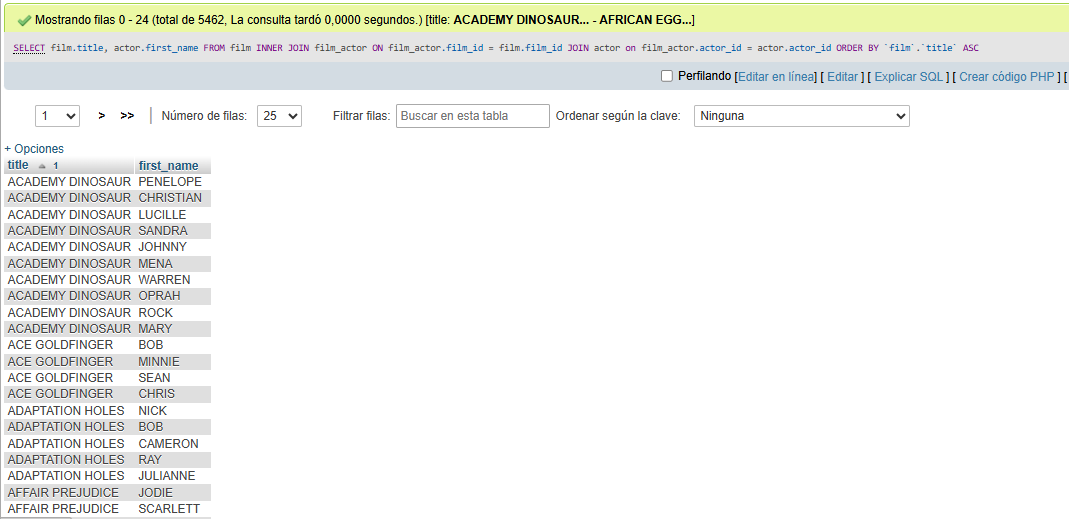 Mostrando filas 0 - 24 (total de 5462, La consulta tardó 0,0000 segundos.) [title: ACADEMY DINOSAUR... - AFRICAN EGG...]
SELECT film.title, actor.first_name FROM film INNER JOIN film_actor ON film_actor.film_id = film.film_id JOIN actor on film_actor.actor_id = actor.actor_id ORDER BY `film`.`title` ASC
Perfilando [Editar en línea] [ Editar ] [ Explicar SQL ] [ Crear código PHP ] [
1 > >> | Número de filas: 25 Filtrar filas: Buscar en esta tabla Ordenar según la clave: Ninguna
+ Opciones
title 1 first_name
ACADEMY DINOSAUR PENELOPE
ACADEMY DINOSAUR CHRISTIAN
ACADEMY DINOSAUR LUCILLE
ACADEMY DINOSAUR SANDRA
ACADEMY DINOSAUR JOHNNY
ACADEMY DINOSAUR MENA
ACADEMY DINOSAUR WARREN
ACADEMY DINOSAUR OPRAH
ACADEMY DINOSAUR ROCK
ACADEMY DINOSAUR MARY
ACE GOLDFINGER BOB
ACE GOLDFINGER MINNIE
ACE GOLDFINGER SEAN
ACE GOLDFINGER CHRIS
ADAPTATION HOLES NICK
ADAPTATION HOLES BOB
ADAPTATION HOLES CAMERON
ADAPTATION HOLES RAY
ADAPTATION HOLES JULIANNE
AFFAIR PREJUDICE JODIE
AFFAIR PREJUDICE SCARLETT